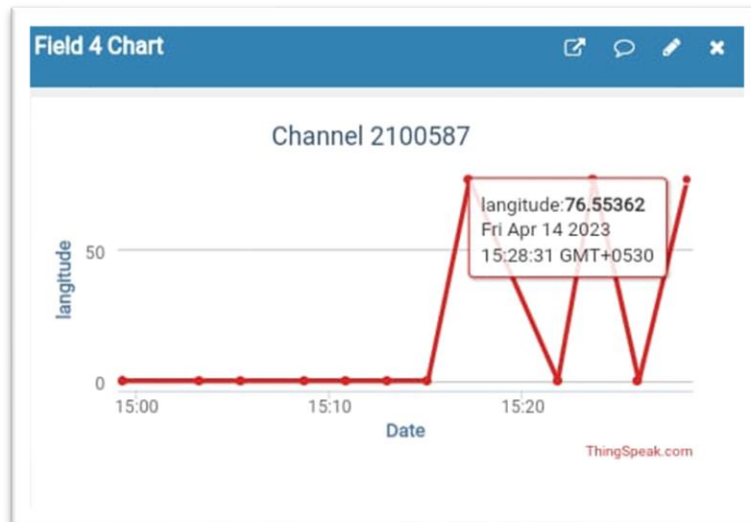 Field 4 Chart
Channel 2100587
langitude:76.55362
Fri Apr 14 2023
15:28:31 GMT+0530
langitude
50
0
15:00 15:10 15:20
Date
ThingSpeak.com